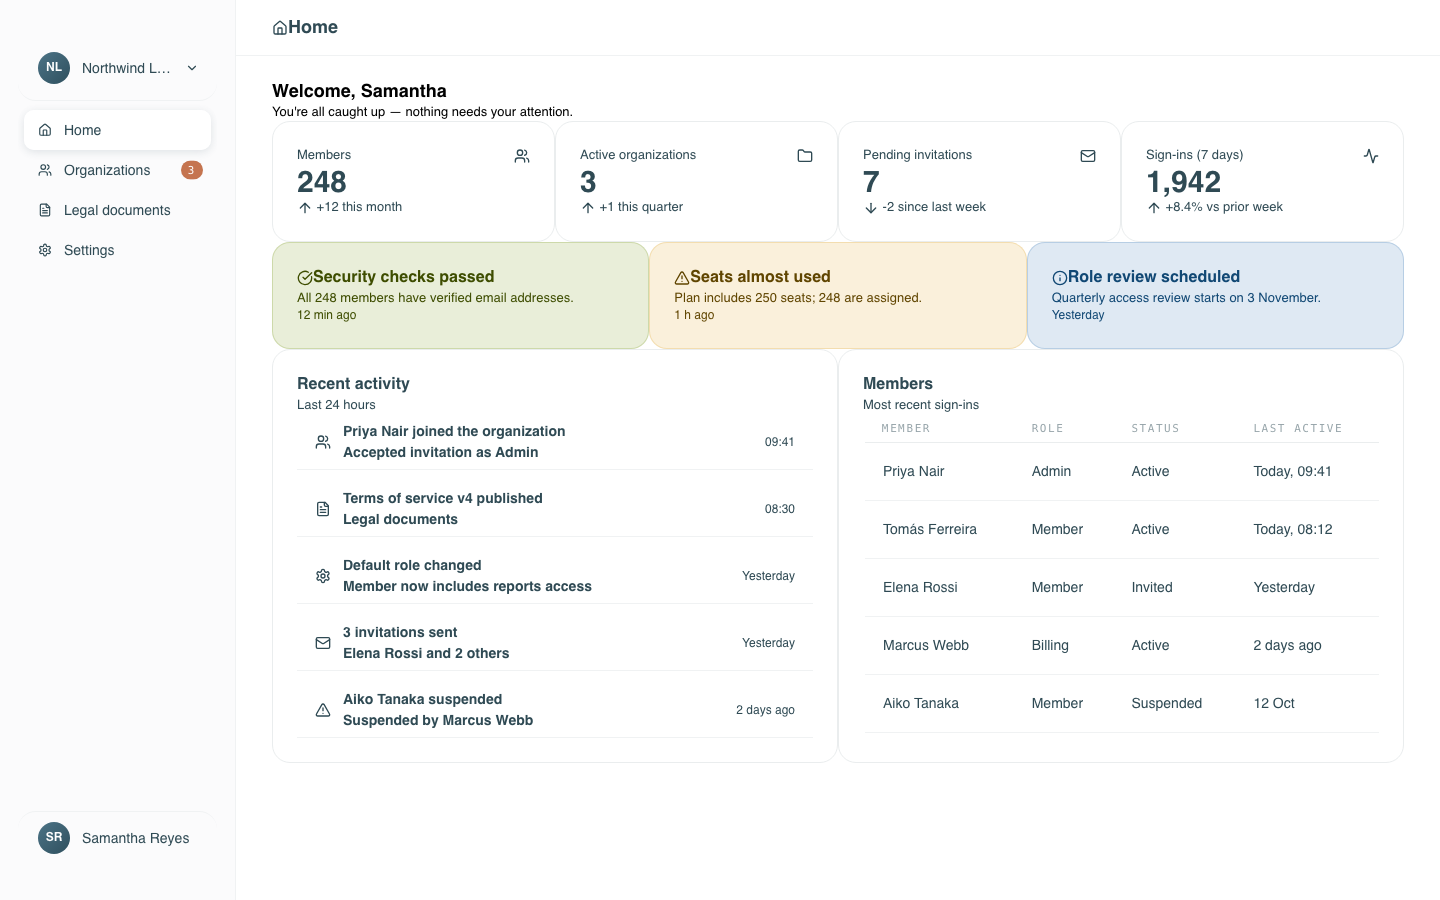 NL
Northwind L...
Home
Organizations
3
Legal documents
Settings
SR
Samantha Reyes
Home
Welcome, Samantha
You're all caught up — nothing needs your attention.
Members
248
+12 this month
Active organizations
3
+1 this quarter
Pending invitations
7
-2 since last week
Sign-ins (7 days)
1,942
+8.4% vs prior week
Security checks passed
All 248 members have verified email addresses.
12 min ago
Seats almost used
Plan includes 250 seats; 248 are assigned.
1 h ago
Role review scheduled
Quarterly access review starts on 3 November.
Yesterday
Recent activity
Last 24 hours
Priya Nair joined the organization
Accepted invitation as Admin
09:41
Terms of service v4 published
Legal documents
08:30
Default role changed
Member now includes reports access
Yesterday
3 invitations sent
Elena Rossi and 2 others
Yesterday
Aiko Tanaka suspended
Suspended by Marcus Webb
2 days ago
Members
Most recent sign-ins
MEMBER ROLE STATUS LAST ACTIVE
Priya Nair Admin Active Today, 09:41
Tomás Ferreira Member Active Today, 08:12
Elena Rossi Member Invited Yesterday
Marcus Webb Billing Active 2 days ago
Aiko Tanaka Member Suspended 12 Oct